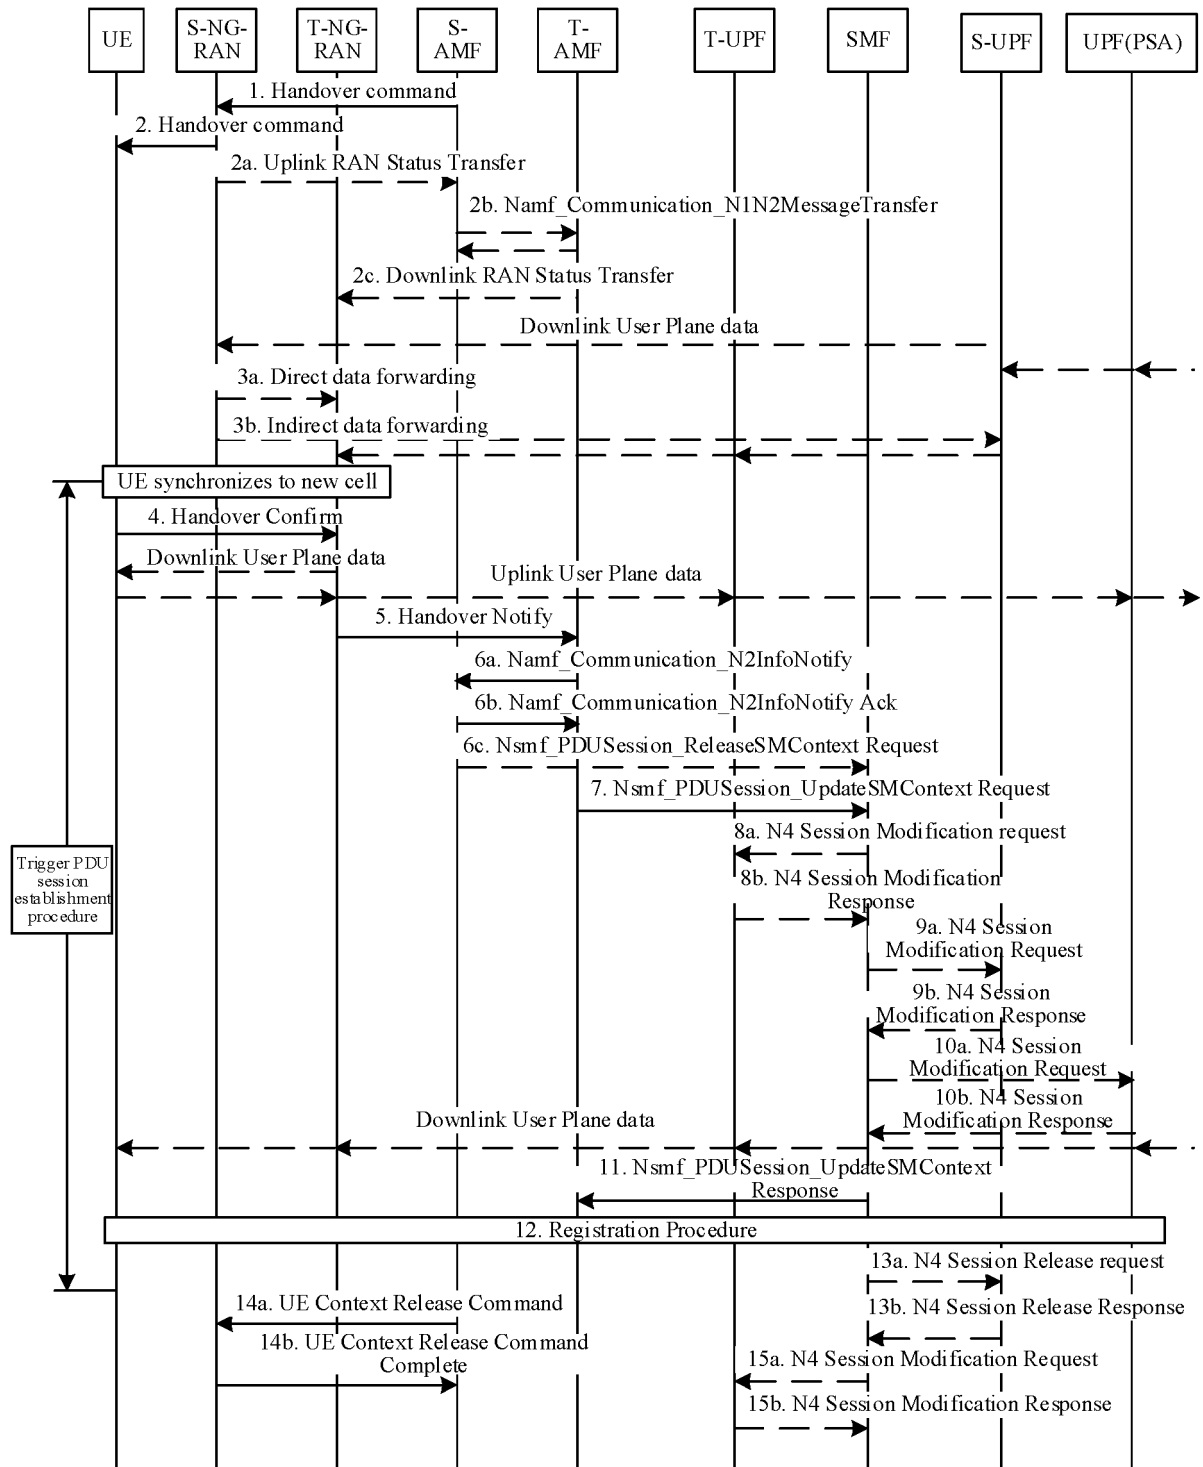 UE
S-NG-
RAN
T-NG-
RAN
S-
AMF
T-
AMF
T-UPF
SMF
S-UPF
UPF(PSA)
1. Handover command
2. Handover command
2a. Uplink RAN Status Transfer
2b. Namf_Communication_N1N2MessageTransfer
2c. Downlink RAN Status Transfer
Downlink User Plane data
3a. Direct data forwarding
3b. Indirect data forwarding
UE synchronizes to new cell
4. Handover Confirm
Downlink User Plane data
Uplink User Plane data
5. Handover Notify
6a. Namf_Communication_N2InfoNotify
6b. Namf_Communication_N2InfoNotify Ack
6c. Nsmf_PDUSession_ReleaseSMContext Request
7. Nsmf_PDUSession_UpdateSMContext Request
8a. N4 Session Modification request
Trigger PDU
session
establishment
procedure
8b. N4 Session Modification
Response
9a. N4 Session
Modification Request
9b. N4 Session
Modification Response
10a. N4 Session
Modification Request
10b. N4 Session
Modification Response
Downlink User Plane data
11. Nsmf_PDUSession_UpdateSMContext
Response
12. Registration Procedure
13a. N4 Session Release request
13b. N4 Session Release Response
14a. UE Context Release Command
14b. UE Context Release Command
Complete
15a. N4 Session Modification Request
15b. N4 Session Modification Response